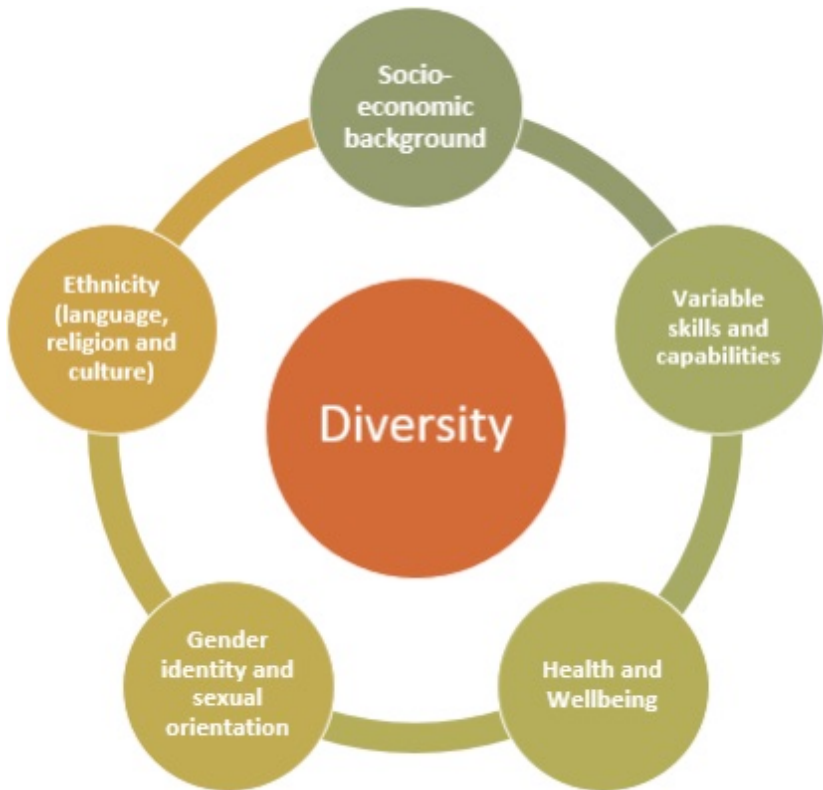 Socio-
economic
background
Variable
skills and
capabilities
Health and
Wellbeing
Gender
identity and
sexual
orientation
Ethnicity
(language,
religion and
culture)
Diversity